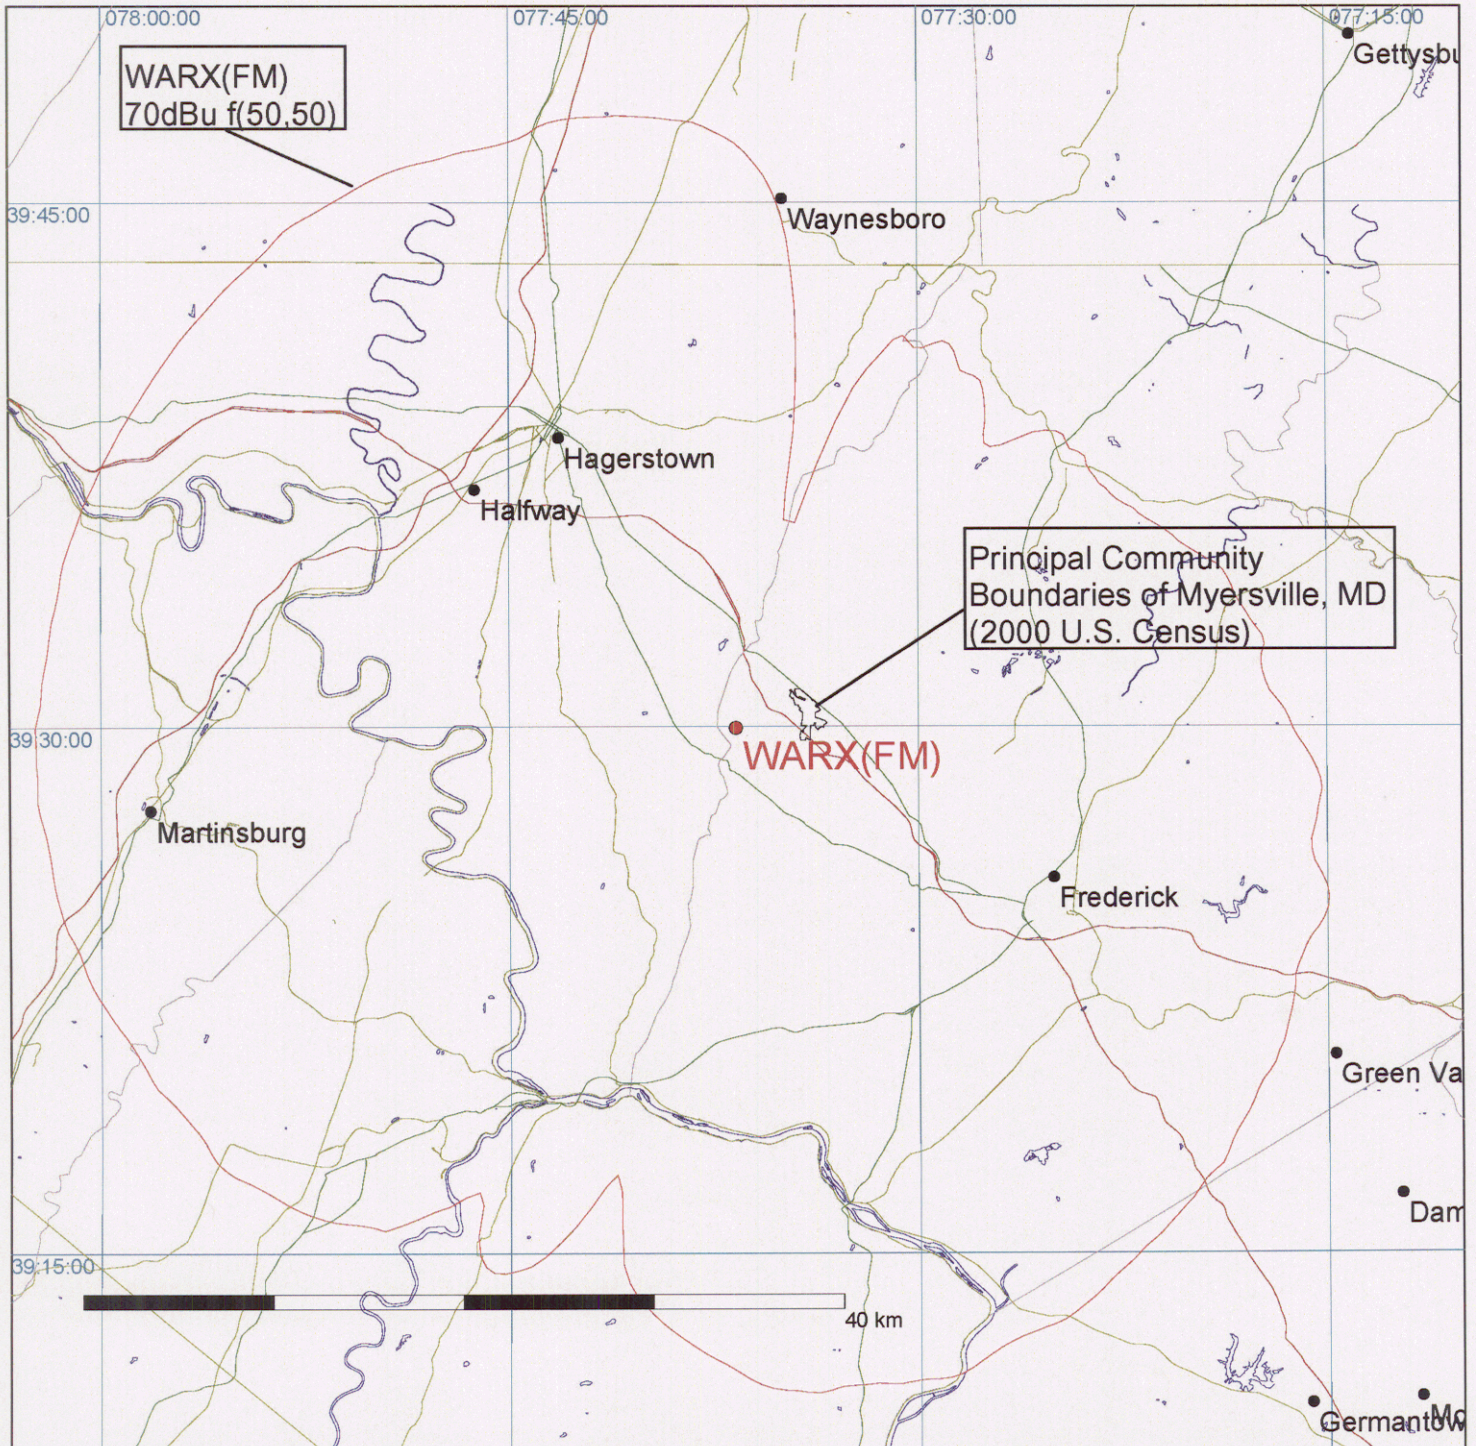 078:00:00
077:45:00
077:30:00
077:15:00
Gettysbu
WARX(FM)
70dBu f(50,50)
39:45:00
Waynesboro
Hagerstown
Halfway
Principal Community
Boundaries of Myersville, MD
(2000 U.S. Census)
39:30:00
WARX(FM)
Martinsburg
Frederick
Green Va
Dam
39:15:00
40 km
Germantow
Mo